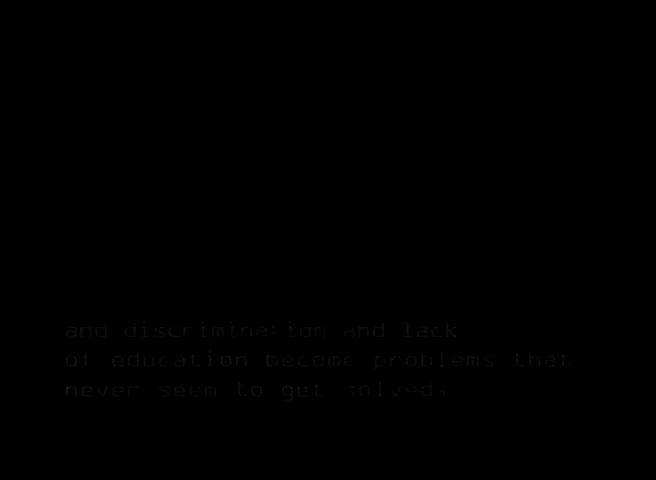 and discrimination and lack
of education become problems that
never seem to get solved,